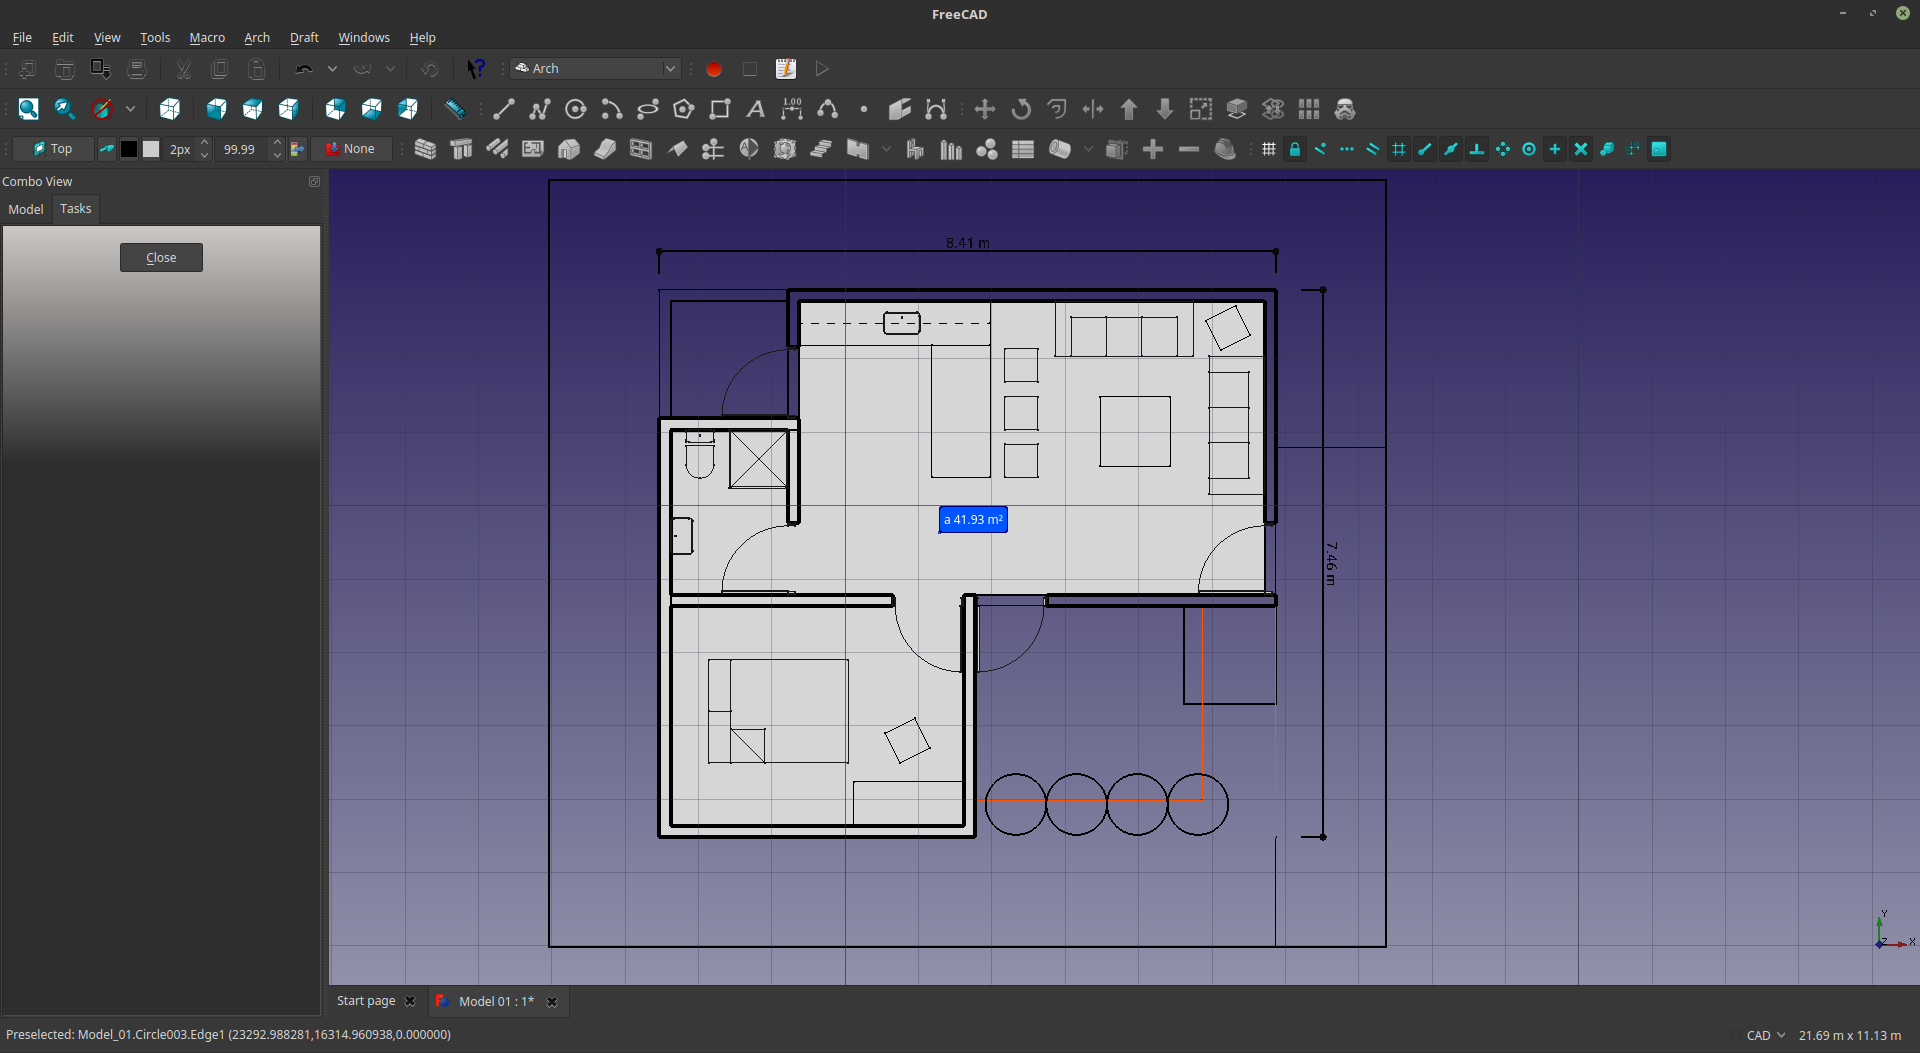 FreeCAD
File Edit View Tools Macro Arch Draft Windows Help
Arch
1.00
Top 2px 99.99 None
Combo View
Model Tasks
Close
8.41 m
a 41.93 m²
7.46 m
Y
Z X
Start page Model 01 : 1*
Preselected: Model_01.Circle003.Edge1 (23292.988281,16314.960938,0.000000) CAD 21.69 m x 11.13 m